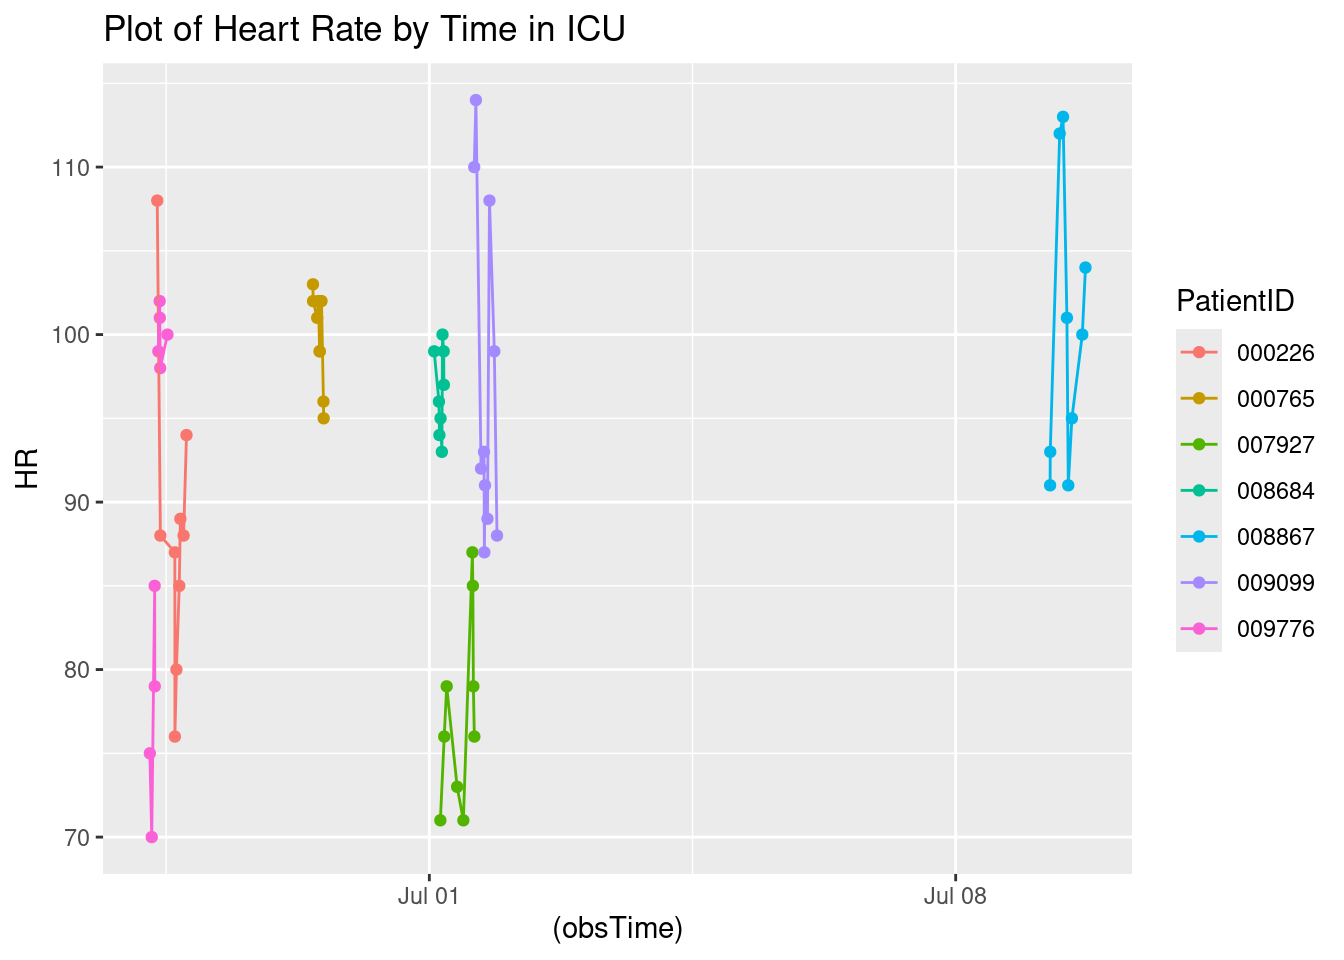 Plot of Heart Rate by Time in ICU
HR
110
100
90
80
70
Jul 01
Jul 08
(obsTime)
PatientID
000226
000765
007927
008684
008867
009099
009776